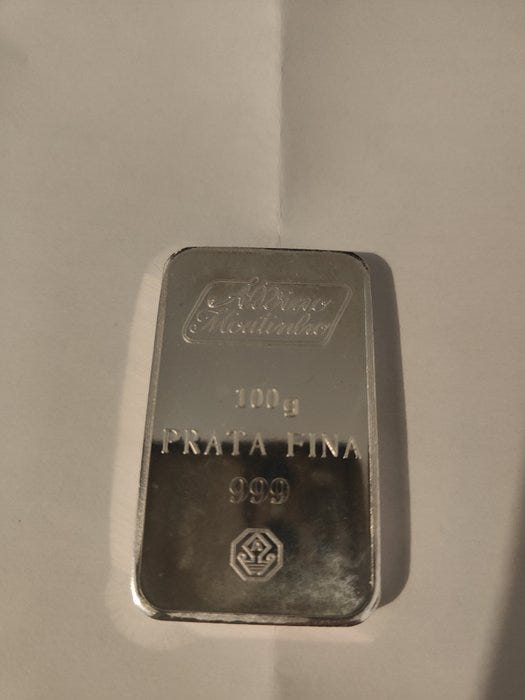 Albino
Moutinho
100g
PRATA FINA
999